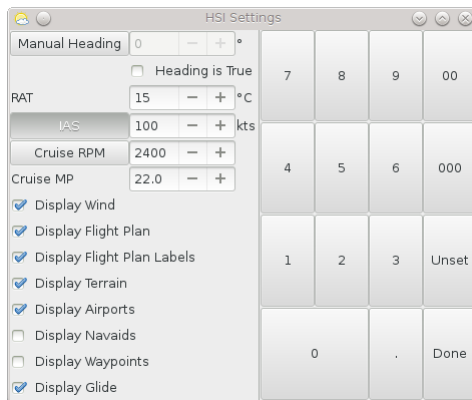 HSI Settings
Manual Heading 0 − + °
Heading is True
RAT 15 − + °C
IAS 100 − + kts
Cruise RPM 2400 − +
Cruise MP 22.0 − +
Display Wind
Display Flight Plan
Display Flight Plan Labels
Display Terrain
Display Airports
Display Navaids
Display Waypoints
Display Glide
7 8 9 00
4 5 6 000
1 2 3 Unset
0 . Done